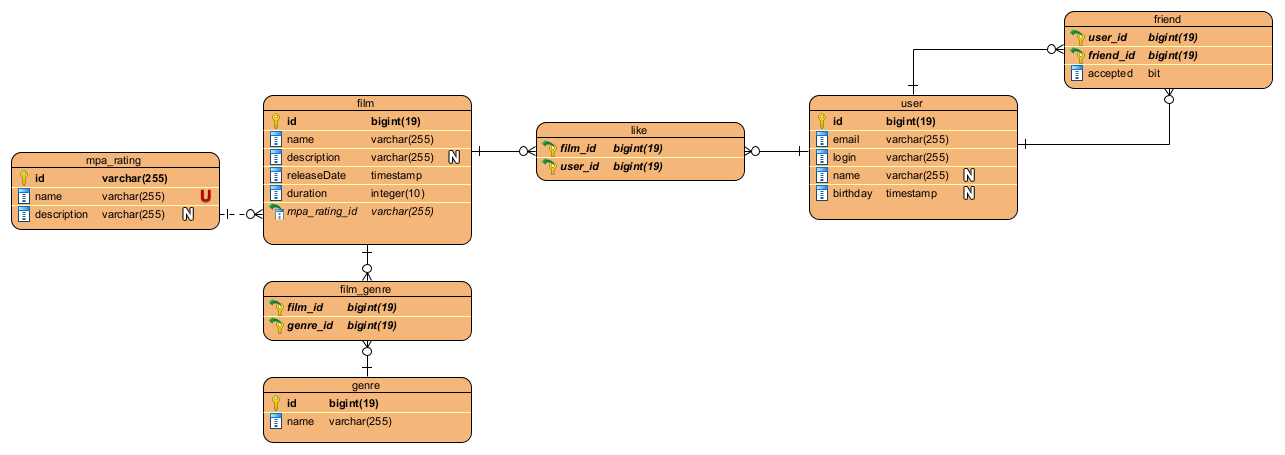 friend
user_id bigint(19)
friend_id bigint(19)
accepted bit
film
id bigint(19)
name varchar(255)
description varchar(255) N
releaseDate timestamp
duration integer(10)
mpa_rating_id varchar(255)
user
id bigint(19)
email varchar(255)
login varchar(255)
name varchar(255) N
birthday timestamp N
like
film_id bigint(19)
user_id bigint(19)
mpa_rating
id varchar(255)
name varchar(255) U
description varchar(255) N
film_genre
film_id bigint(19)
genre_id bigint(19)
genre
id bigint(19)
name varchar(255)